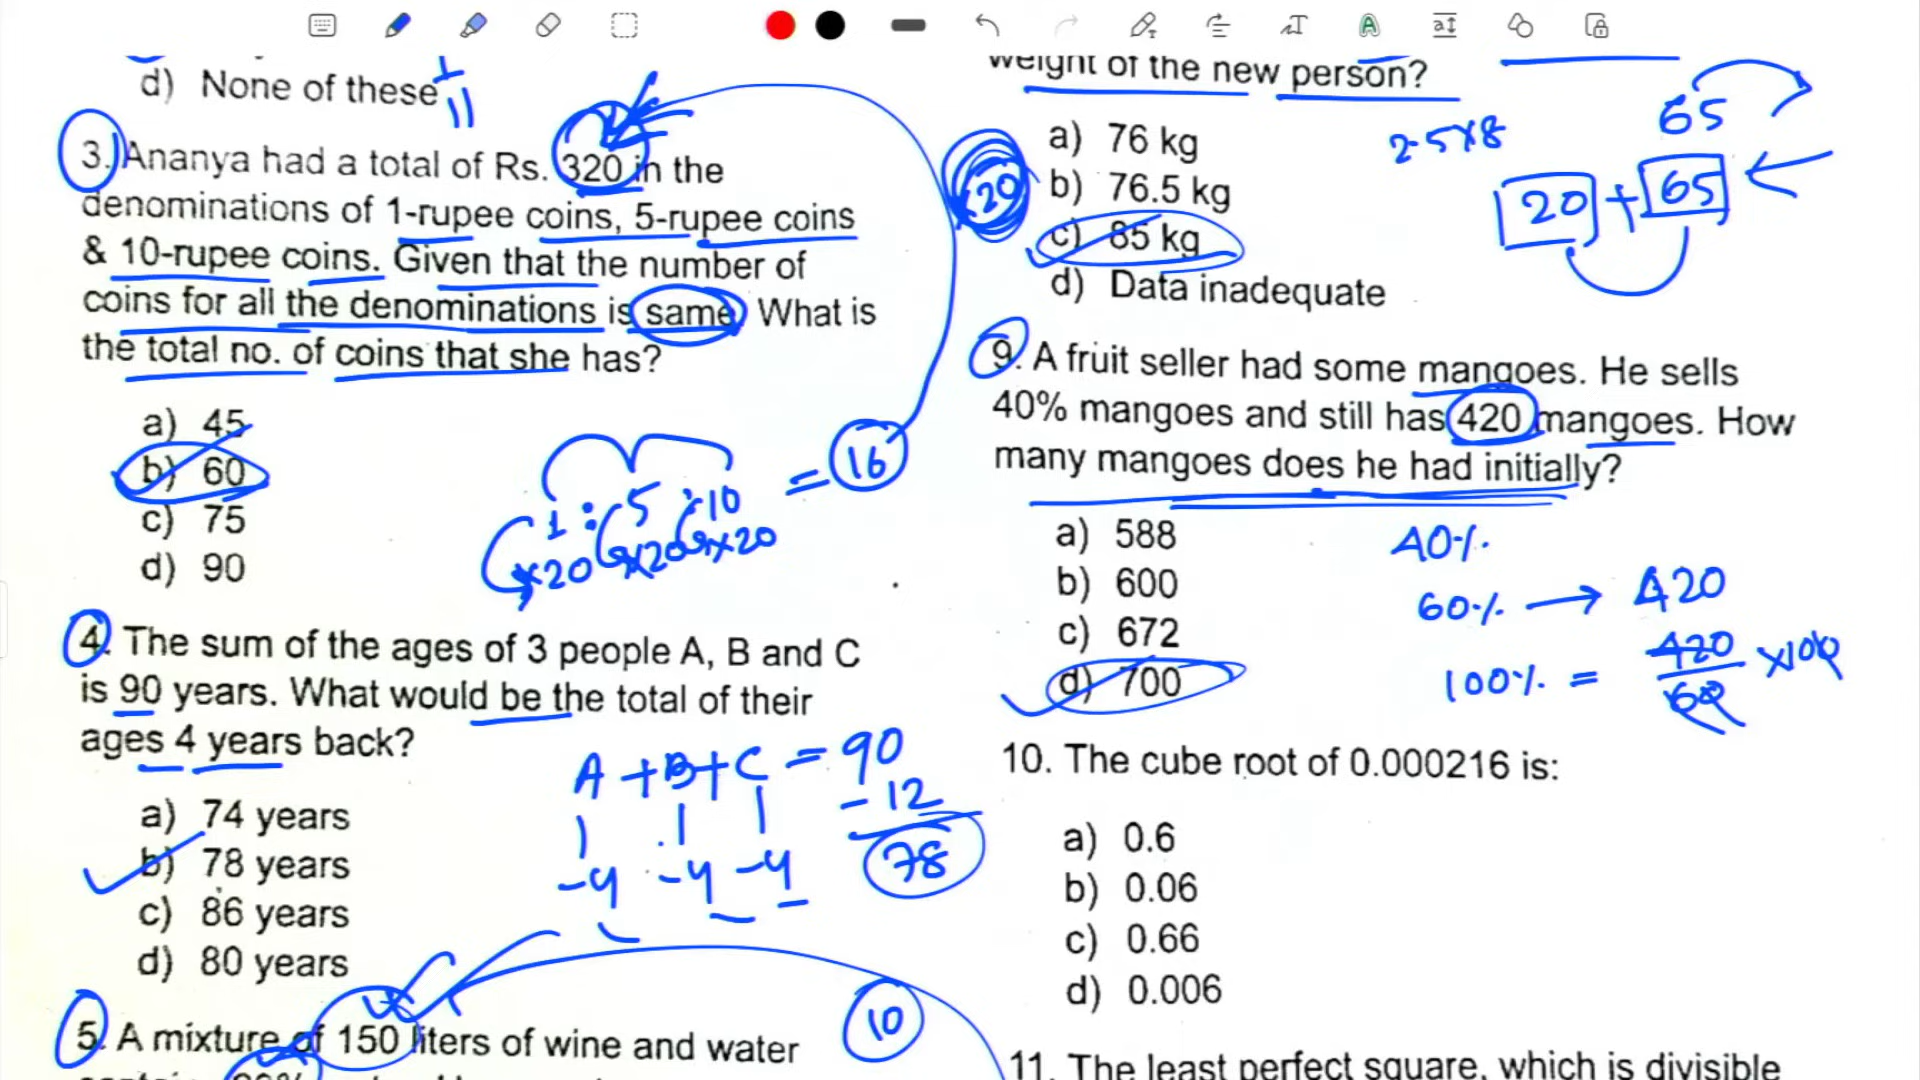 d) None of these
3. Ananya had a total of Rs. 320 in the
denominations of 1-rupee coins, 5-rupee coins
& 10-rupee coins. Given that the number of
coins for all the denominations is same. What is
the total no. of coins that she has?
a) 45
b) 60
c) 75
d) 90
1 : 5 : 10 = 16
×20 ×20 ×20
4. The sum of the ages of 3 people A, B and C
is 90 years. What would be the total of their
ages 4 years back?
a) 74 years
b) 78 years
c) 86 years
d) 80 years
A + B + C = 90
- 12
-4 -4 -4
78
5. A mixture of 150 liters of wine and water
10
weight of the new person?
a) 76 kg
b) 76.5 kg
c) 85 kg
d) Data inadequate
20
65
2.5×8
20 + 65
9. A fruit seller had some mangoes. He sells
40% mangoes and still has 420 mangoes. How
many mangoes does he had initially?
a) 588
b) 600
c) 672
d) 700
40%
60% → 420
100% = 420/60 ×100
10. The cube root of 0.000216 is:
a) 0.6
b) 0.06
c) 0.66
d) 0.006
11. The least perfect square, which is divisible